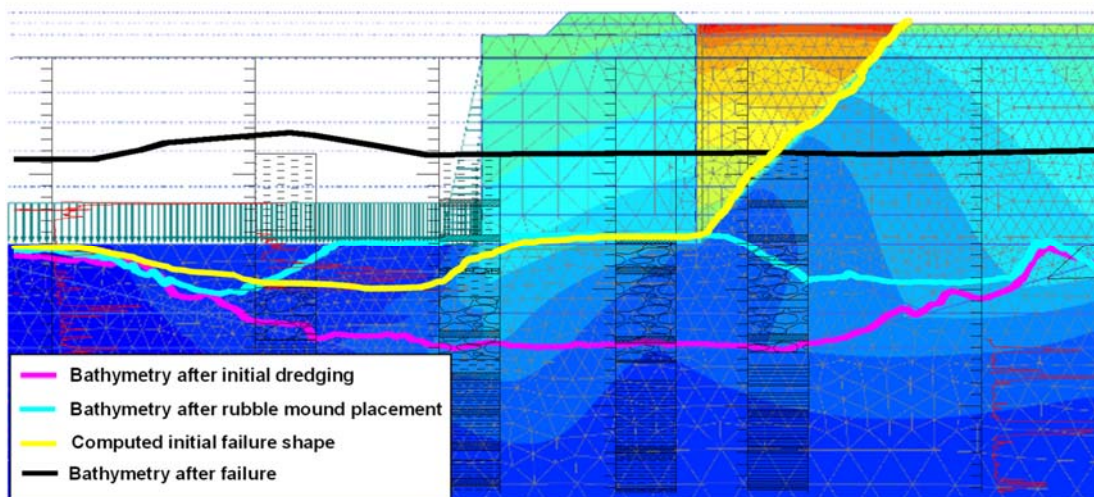 Bathymetry after initial dredging
Bathymetry after rubble mound placement
Computed initial failure shape
Bathymetry after failure